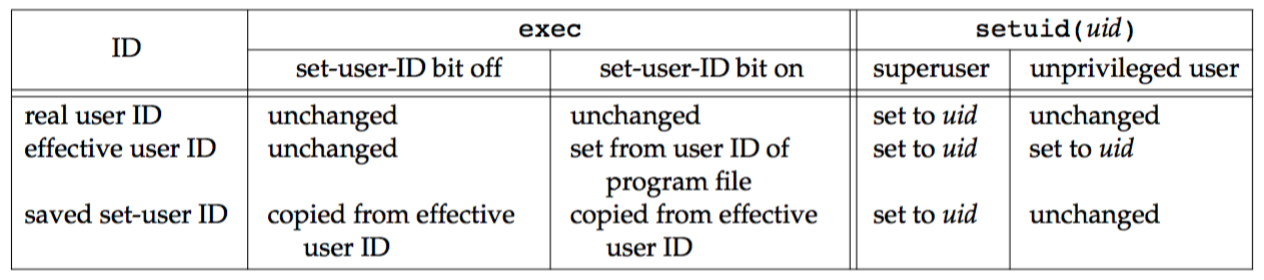 ID exec setuid(uid)
set-user-ID bit off set-user-ID bit on superuser unprivileged user
real user ID unchanged unchanged set to uid unchanged
effective user ID unchanged set from user ID of set to uid set to uid
program file
saved set-user ID copied from effective copied from effective set to uid unchanged
user ID user ID